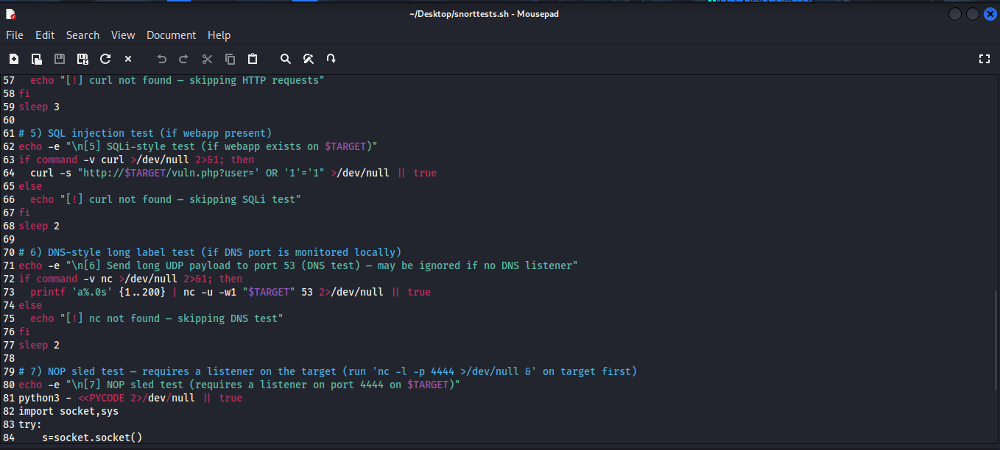 ~/Desktop/snorttests.sh - Mousepad
File Edit Search View Document Help
57   echo "[!] curl not found – skipping HTTP requests"
58 fi
59 sleep 3
60
61 # 5) SQL injection test (if webapp present)
62 echo -e "\n[5] SQLi-style test (if webapp exists on $TARGET)"
63 if command -v curl >/dev/null 2>&1; then
64   curl -s "http://$TARGET/vuln.php?user=' OR '1'='1" >/dev/null || true
65 else
66   echo "[!] curl not found – skipping SQLi test"
67 fi
68 sleep 2
69
70 # 6) DNS-style long label test (if DNS port is monitored locally)
71 echo -e "\n[6] Send long UDP payload to port 53 (DNS test) – may be ignored if no DNS listener"
72 if command -v nc >/dev/null 2>&1; then
73   printf 'a%.0s' {1..200} | nc -u -w1 "$TARGET" 53 2>/dev/null || true
74 else
75   echo "[!] nc not found – skipping DNS test"
76 fi
77 sleep 2
78
79 # 7) NOP sled test – requires a listener on the target (run 'nc -l -p 4444 >/dev/null &' on target first)
80 echo -e "\n[7] NOP sled test (requires a listener on port 4444 on $TARGET)"
81 python3 - <<PYCODE 2>/dev/null || true
82 import socket,sys
83 try:
84     s=socket.socket()